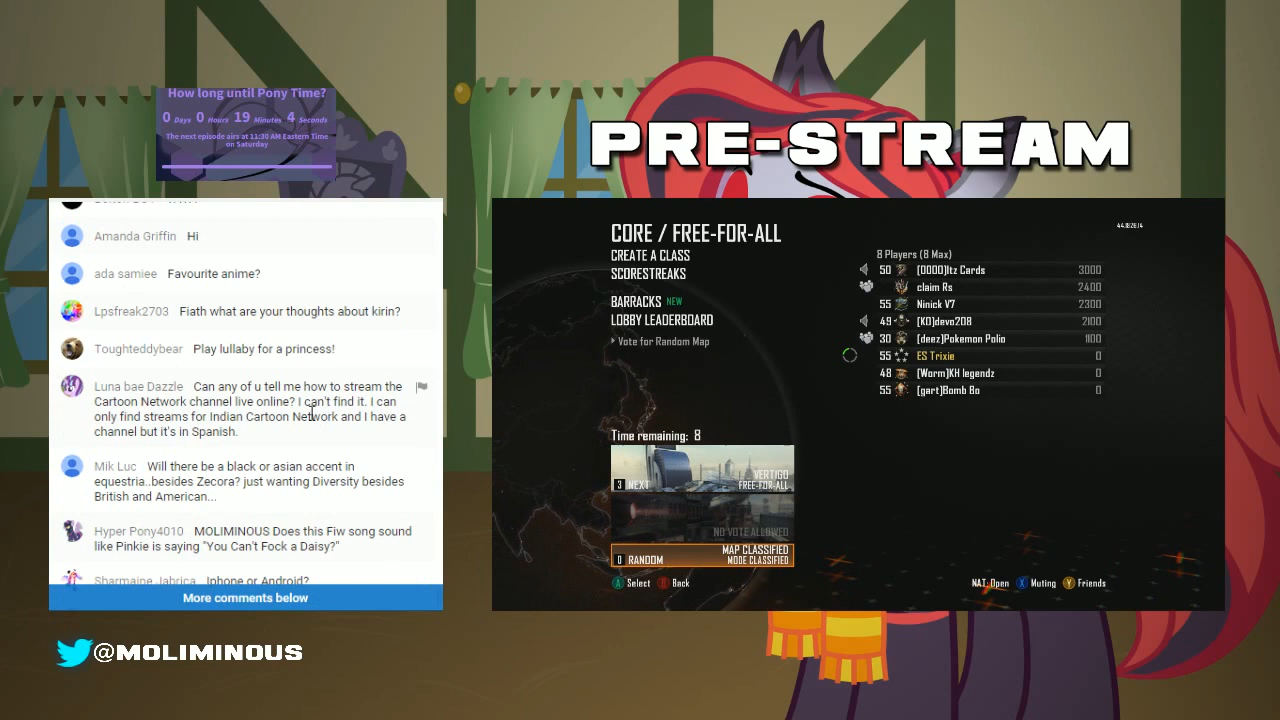 How long until Pony Time?
0 Days 0 Hours 19 Minutes 4 Seconds
The next episode airs at 11:30 AM Eastern Time
on Saturday
PRE-STREAM
Amanda Griffin Hi
ada samiee Favourite anime?
Lpsfreak2703 Fiath what are your thoughts about kirin?
Toughteddybear Play lullaby for a princess!
Luna bae Dazzle Can any of u tell me how to stream the
Cartoon Network channel live online? I can't find it. I can
only find streams for Indian Cartoon Network and I have a
channel but it's in Spanish.
Mik Luc Will there be a black or asian accent in
equestria..besides Zecora? just wanting Diversity besides
British and American...
Hyper Pony4010 MOLIMINOUS Does this Fiw song sound
like Pinkie is saying "You Can't Fock a Daisy?"
Sharmaine Jabrica Iphone or Android?
More comments below
@MOLIMINOUS
CORE / FREE-FOR-ALL
CREATE A CLASS
SCORESTREAKS
BARRACKS NEW
LOBBY LEADERBOARD
Vote for Random Map
Time remaining: 8
VERTIGO
3 NEXT FREE-FOR-ALL
NO VOTE ALLOWED
MAP CLASSIFIED
0 RANDOM MODE CLASSIFIED
A Select B Back
8 Players (8 Max)
50 [0000]Itz Cards 3000
claim Rs 2400
55 Ninick V7 2300
49 [KO]devo208 2100
30 [deez]Pokemon Polio 1100
55 ES Trixie 0
48 [Worm]KH legendz 0
55 [gart]Bomb Bo 0
NAT: Open X Muting Y Friends